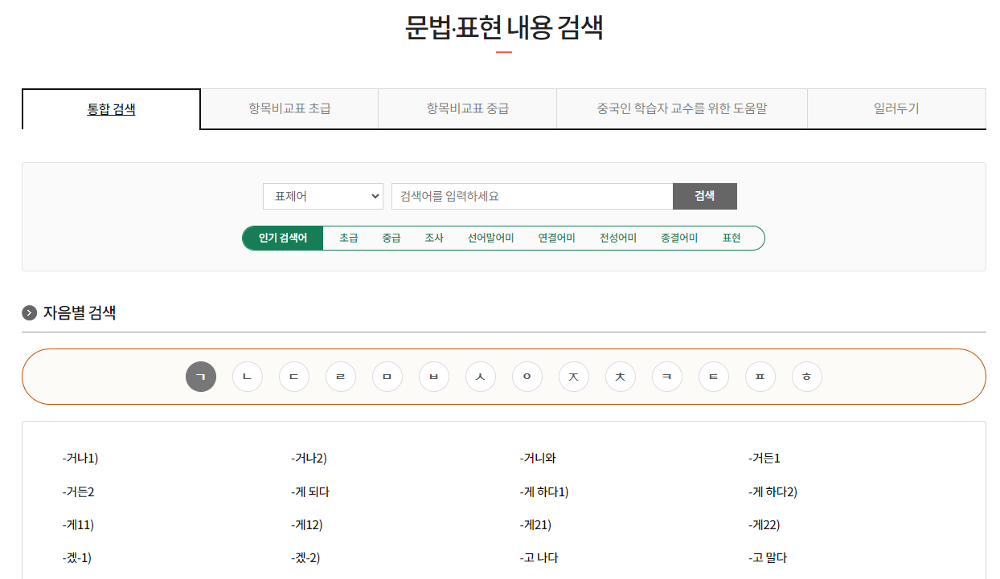 문법·표현 내용 검색
통합 검색 항목비교표 초급 항목비교표 중급 중국인 학습자 교수를 위한 도움말 일러두기
표제어 검색어를 입력하세요 검색
인기 검색어 초급 중급 조사 선어말어미 연결어미 전성어미 종결어미 표현
자음별 검색
ㄱ ㄴ ㄷ ㄹ ㅁ ㅂ ㅅ ㅇ ㅈ ㅊ ㅋ ㅌ ㅍ ㅎ
-거나1) -거나2) -거니와 -거든1
-거든2 -게 되다 -게 하다1) -게 하다2)
-게11) -게12) -게21) -게22)
-겠-1) -겠-2) -고 나다 -고 말다